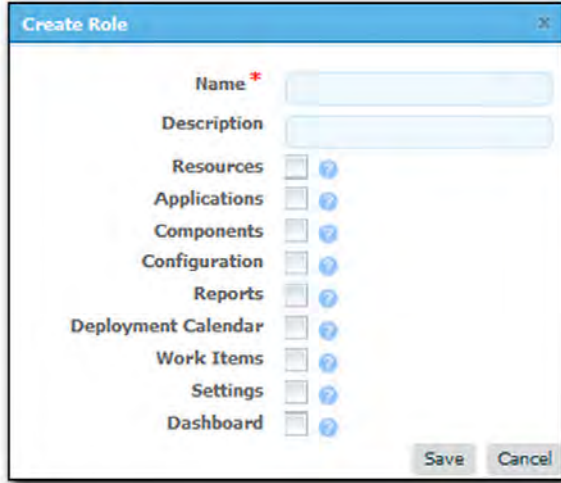 Create Role
Name *
Description
Resources
Applications
Components
Configuration
Reports
Deployment Calendar
Work Items
Settings
Dashboard
Save Cancel